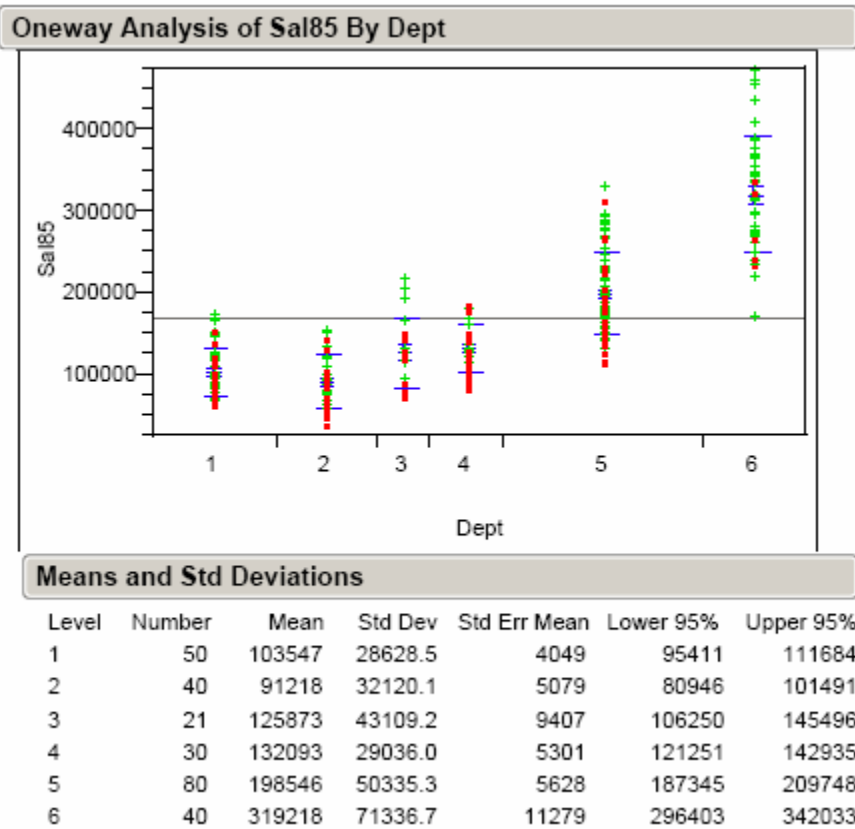 Oneway Analysis of Sal85 By Dept
Sal85
400000
300000
200000
100000
1 2 3 4 5 6
Dept
Means and Std Deviations
Level Number Mean Std Dev Std Err Mean Lower 95% Upper 95%
1 50 103547 28628.5 4049 95411 111684
2 40 91218 32120.1 5079 80946 101491
3 21 125873 43109.2 9407 106250 145496
4 30 132093 29036.0 5301 121251 142935
5 80 198546 50335.3 5628 187345 209748
6 40 319218 71336.7 11279 296403 342033